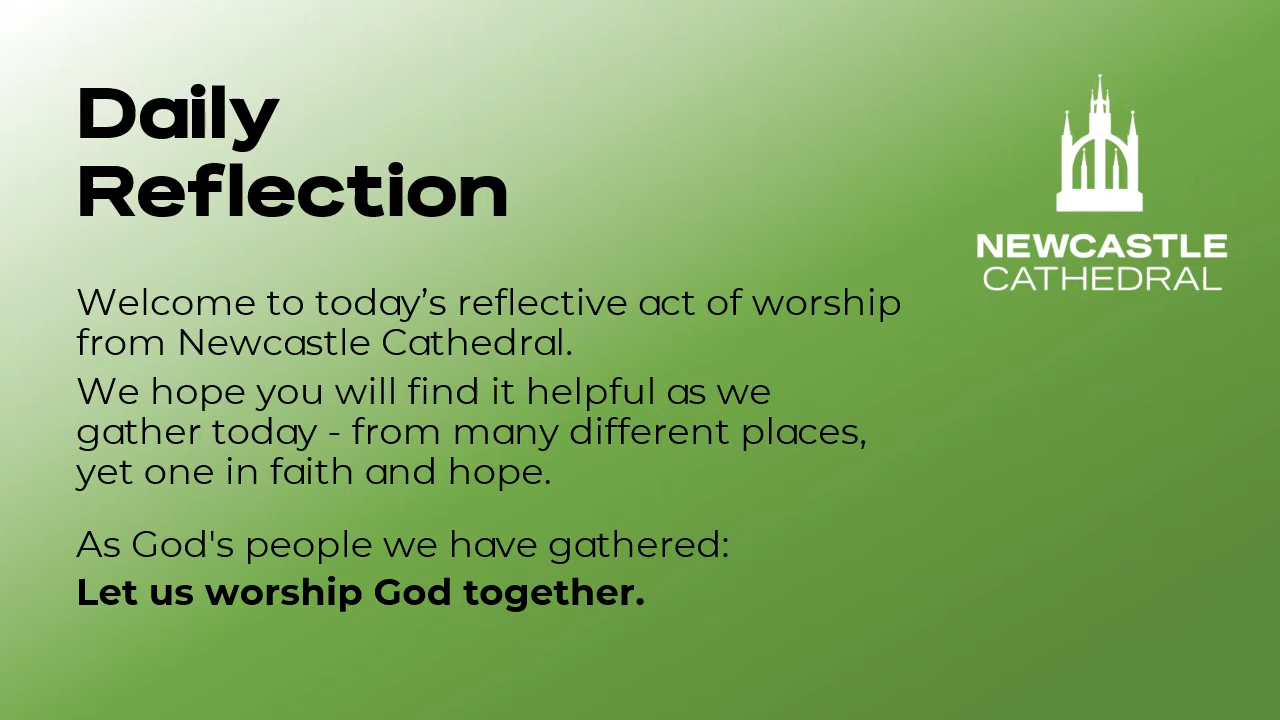 Daily
Reflection
NEWCASTLE
CATHEDRAL
Welcome to today’s reflective act of worship
from Newcastle Cathedral.
We hope you will find it helpful as we
gather today - from many different places,
yet one in faith and hope.
As God's people we have gathered:
Let us worship God together.